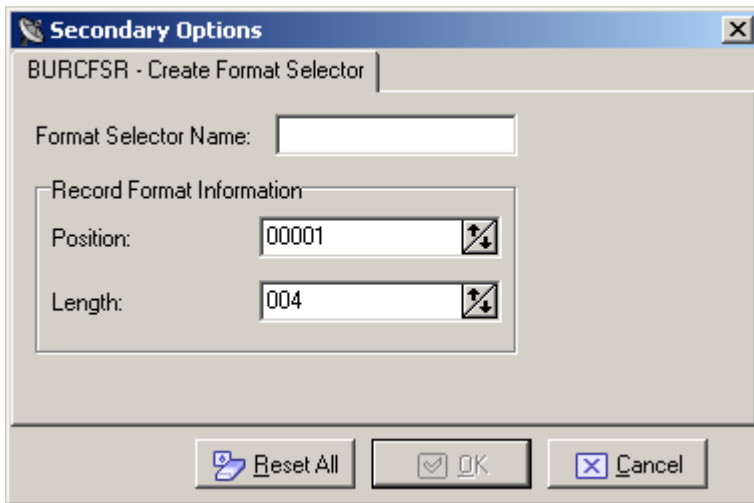 Secondary Options
BURCFSR - Create Format Selector
Format Selector Name:
Record Format Information
Position: 00001
Length: 004
Reset All OK Cancel